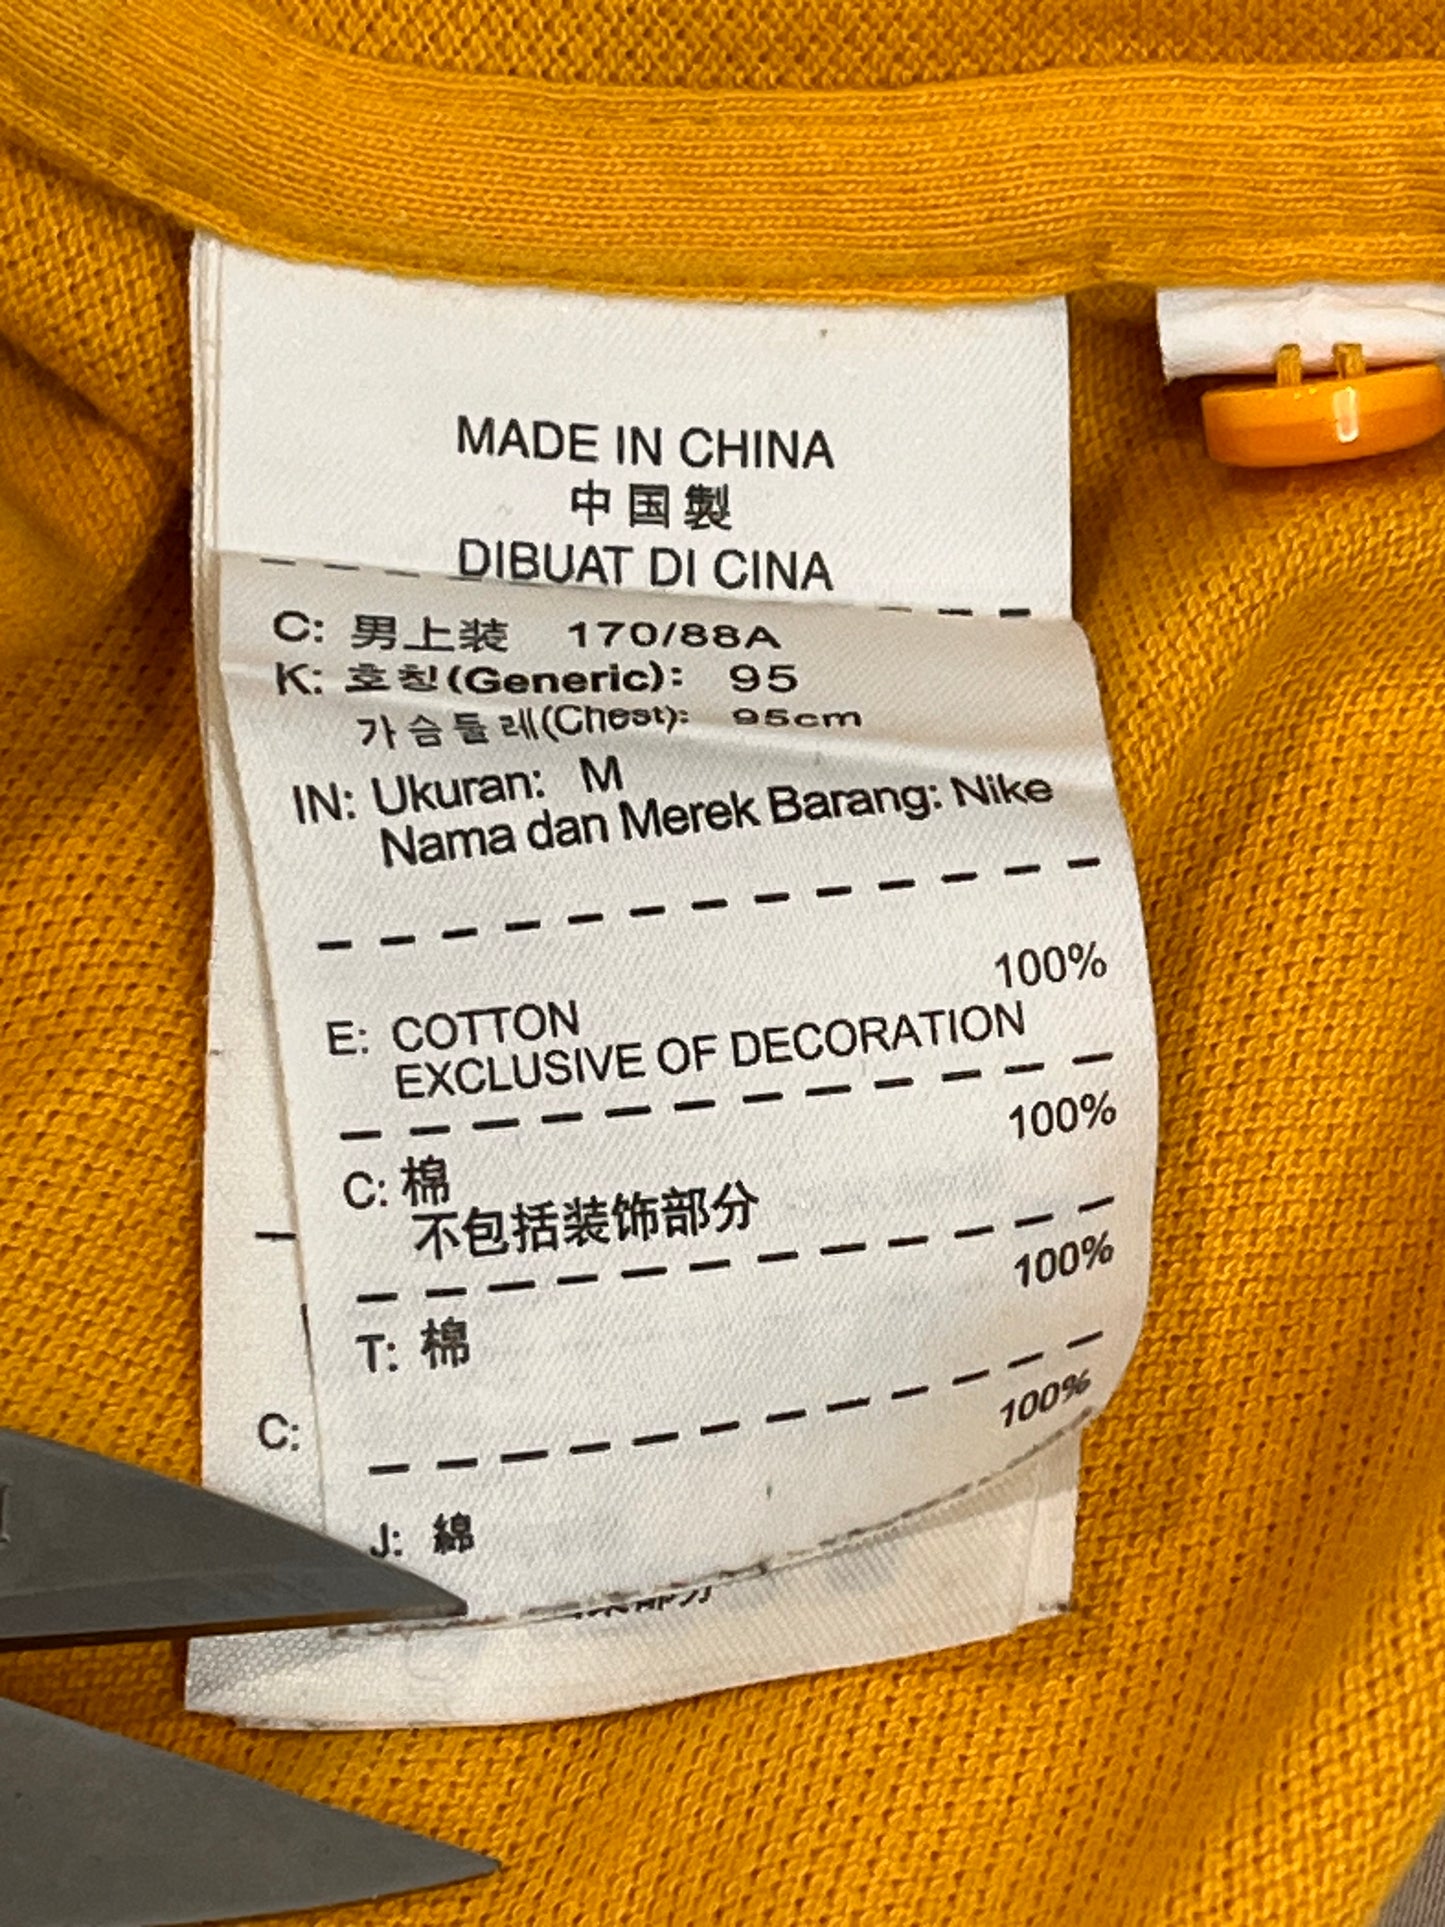 MADE IN CHINA
中国製
DIBUAT DI CINA
C: 男上装 170/88A
K: 호칭(Generic): 95
가슴둘레(Chest): 95cm
IN: Ukuran: M
Nama dan Merek Barang: Nike
100%
E: COTTON
EXCLUSIVE OF DECORATION
100%
C: 棉
不包括装饰部分
100%
T: 棉
100%
J: 綿
C:
部分